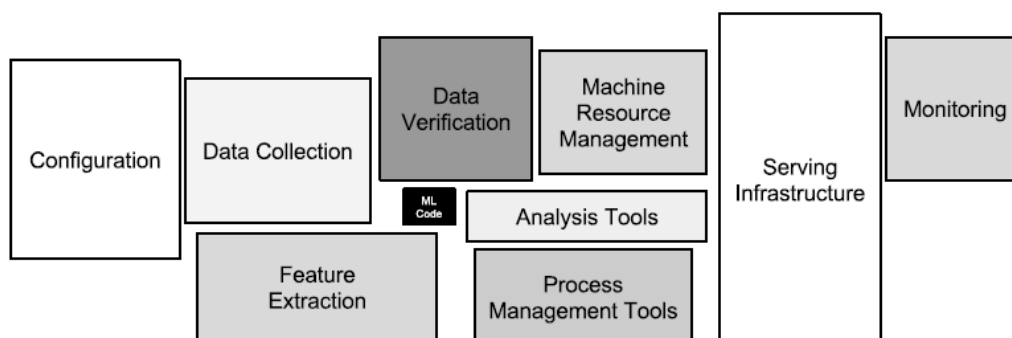 Configuration
Data Collection
Data
Verification
Machine
Resource
Management
Monitoring
Serving
Infrastructure
ML
Code
Analysis Tools
Feature
Extraction
Process
Management Tools